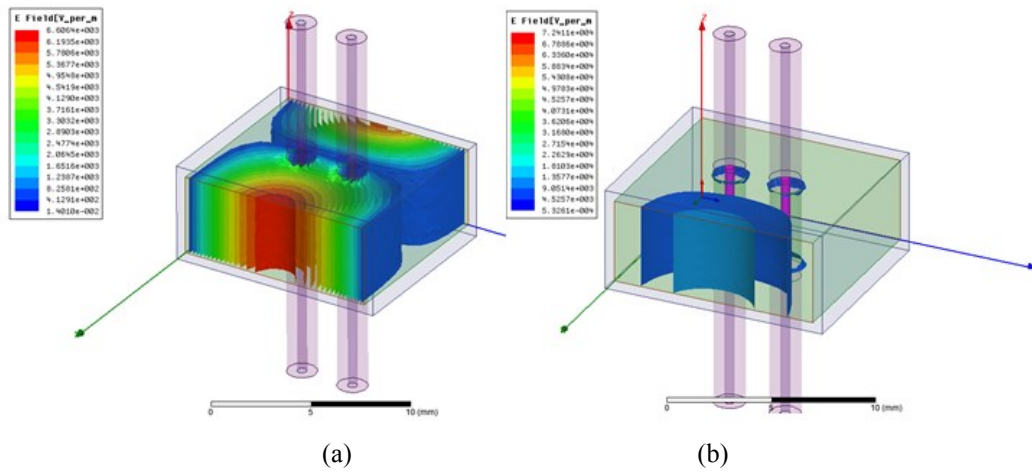 E Field[V_per_m
6.6064e+003
6.1935e+003
5.7806e+003
5.3677e+003
4.9548e+003
4.5419e+003
4.1290e+003
3.7161e+003
3.3032e+003
2.8903e+003
2.4774e+003
2.0645e+003
1.6516e+003
1.2387e+003
8.2581e+002
4.1291e+002
1.4010e-002
Z
0
5
10 (mm)
(a)
E Field[V_per_m
7.2411e+004
6.7886e+004
6.3360e+004
5.8834e+004
5.4308e+004
4.9783e+004
4.5257e+004
4.0731e+004
3.6206e+004
3.1680e+004
2.7154e+004
2.2629e+004
1.8103e+004
1.3577e+004
9.0514e+003
4.5257e+003
5.3261e-004
Z
0
5
10 (mm)
(b)